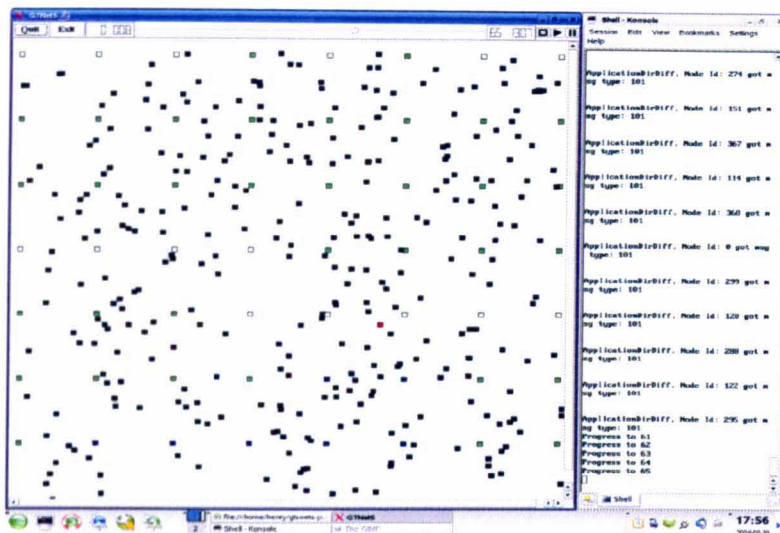 GTNetS
Quit Exit
Shell - Konsole
Session Edit View Bookmarks Settings
Help
ApplicationDirDiff, Node Id: 274 got m
sg type: 101
ApplicationDirDiff, Node Id: 151 got m
sg type: 101
ApplicationDirDiff, Node Id: 367 got m
sg type: 101
ApplicationDirDiff, Node Id: 114 got m
sg type: 101
ApplicationDirDiff, Node Id: 360 got m
sg type: 101
ApplicationDirDiff, Node Id: 0 got msg
type: 101
ApplicationDirDiff, Node Id: 299 got m
sg type: 101
ApplicationDirDiff, Node Id: 120 got m
sg type: 101
ApplicationDirDiff, Node Id: 280 got m
sg type: 101
ApplicationDirDiff, Node Id: 122 got m
sg type: 101
ApplicationDirDiff, Node Id: 295 got m
sg type: 101
Progress to 61
Progress to 62
Progress to 63
Progress to 64
Progress to 65
Shell
2
GTNetS
Shell - Konsole
The GIMP
17:56